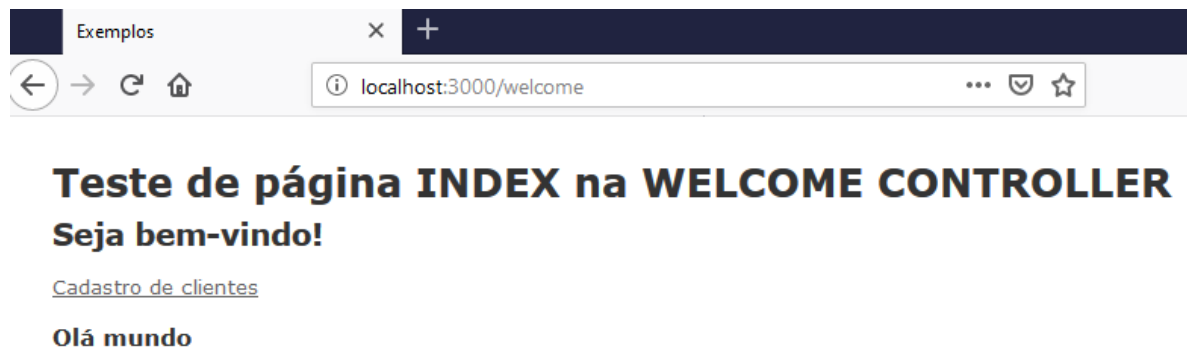 Exemplos
localhost:3000/welcome
Teste de página INDEX na WELCOME CONTROLLER
Seja bem-vindo!
Cadastro de clientes
Olá mundo